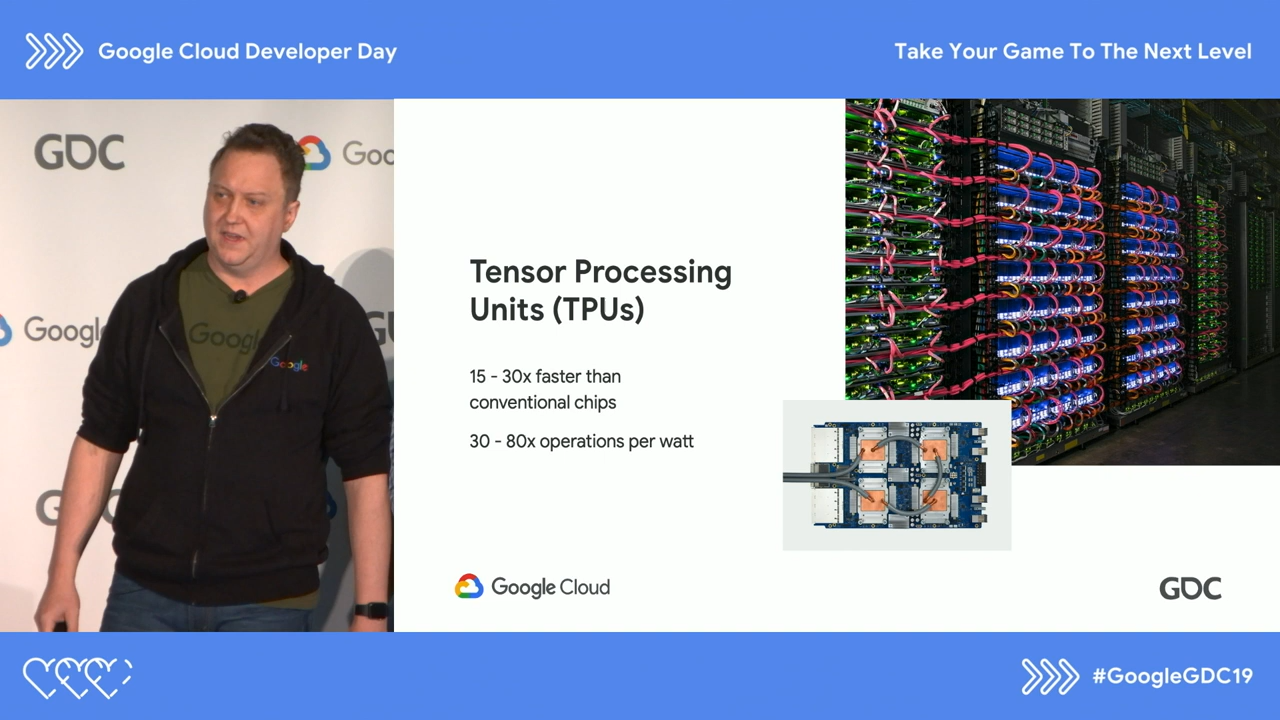 Google Cloud Developer Day
Take Your Game To The Next Level
GDC
Goo
Google
Google
Google
Tensor Processing
Units (TPUs)
15 - 30x faster than
conventional chips
30 - 80x operations per watt
Google Cloud
GDC
#GoogleGDC19